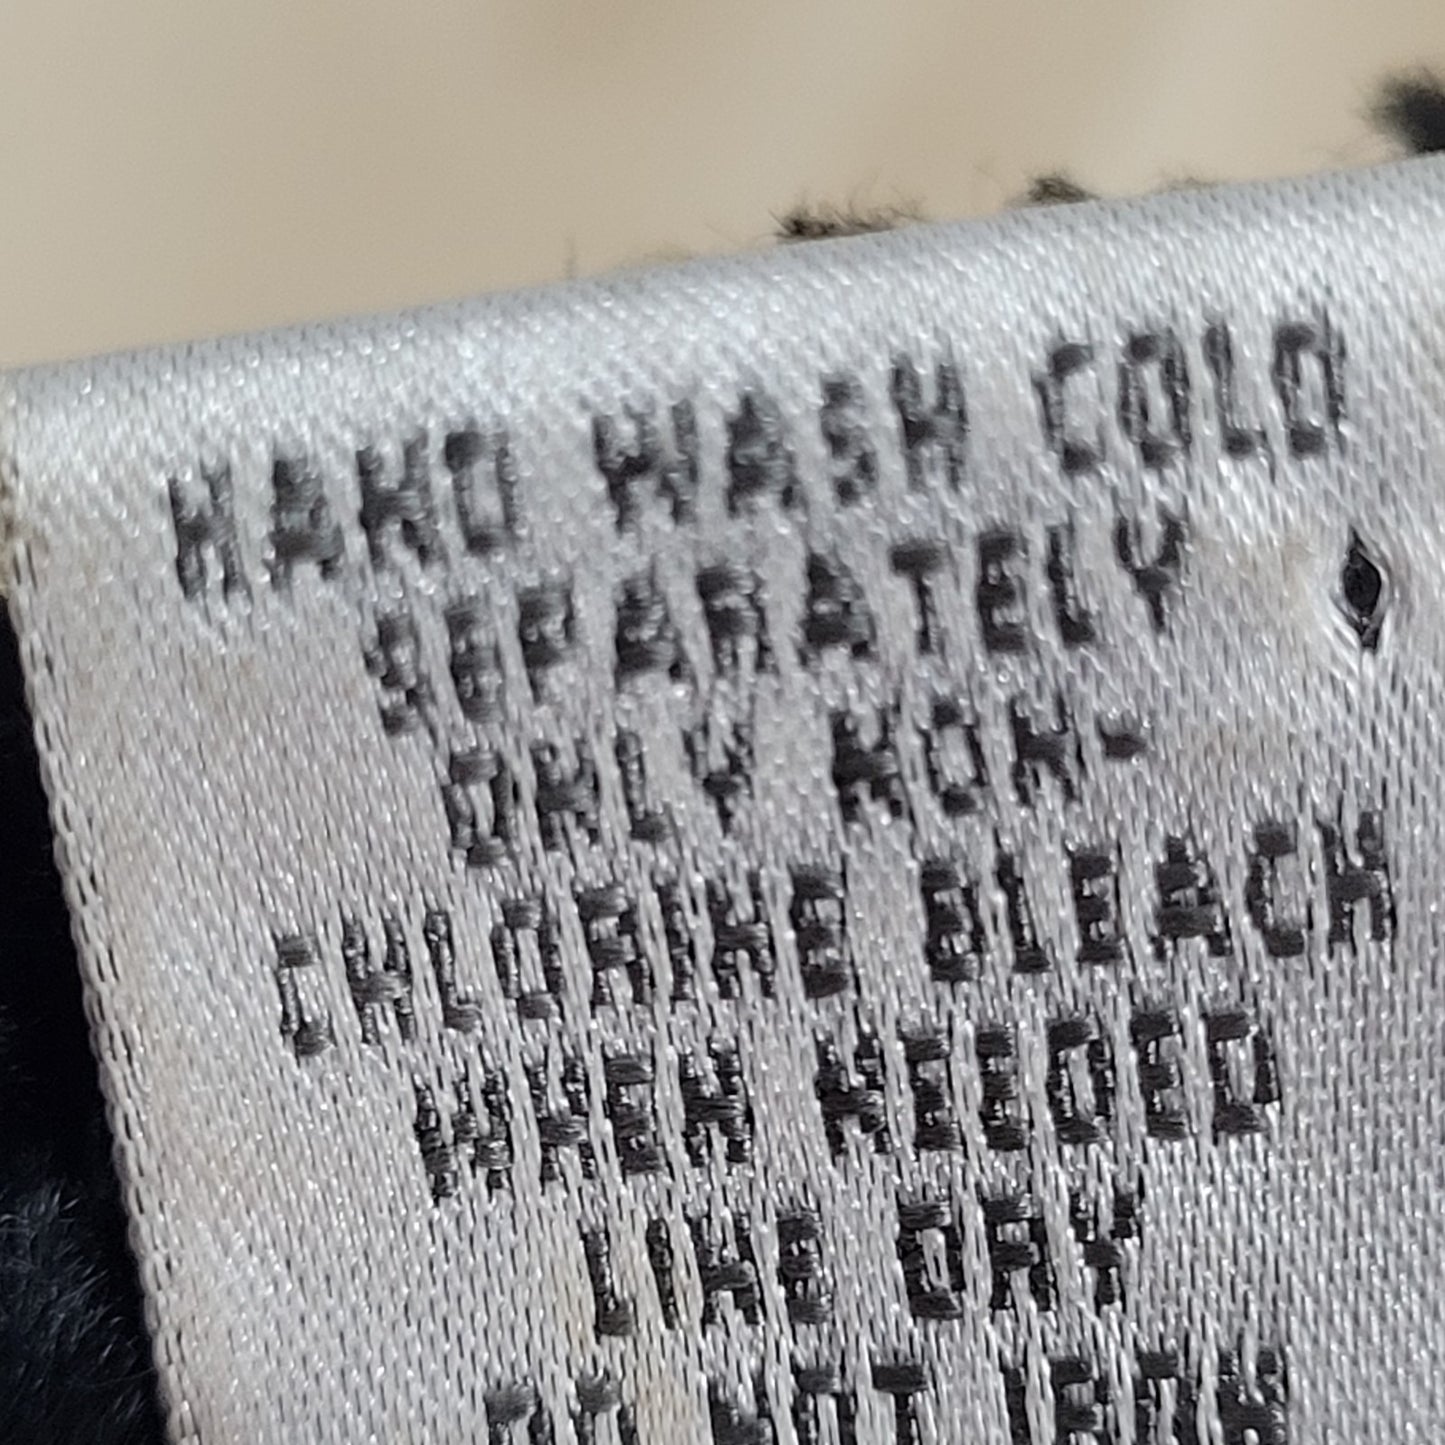 HAND WASH COLD
SEPARATELY
ONLY NON-
CHLORINE BLEACH
WHEN NEEDED
LINE DRY